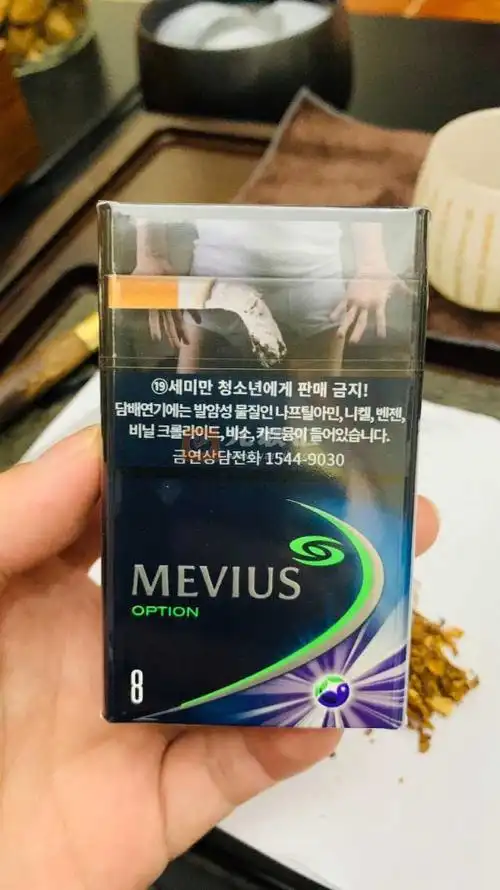 ⑲세미만 청소년에게 판매 금지!
담배연기에는 발암성 물질인 나프틸아민, 니켈, 벤젠,
비닐 크롤라이드, 비소, 카드뮴이 들어있습니다.
금연상담전화 1544-9030
MEVIUS
OPTION
8